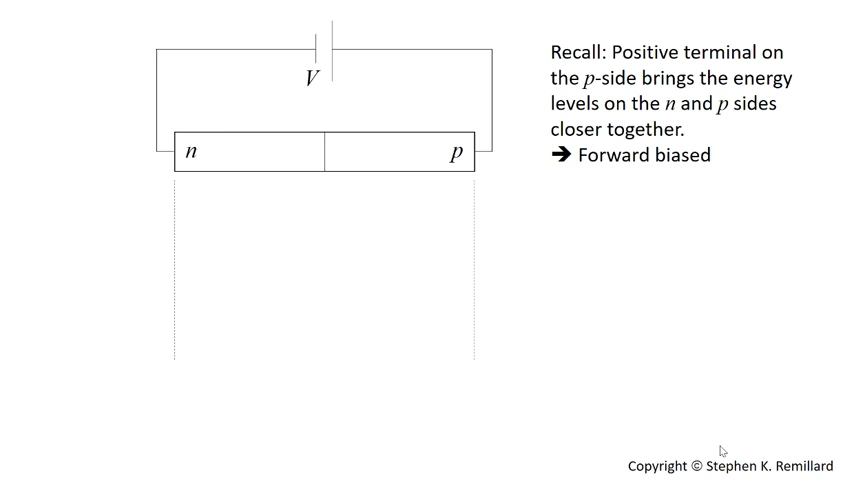 V
n
p
Recall: Positive terminal on
the p-side brings the energy
levels on the n and p sides
closer together.
➔ Forward biased
Copyright © Stephen K. Remillard